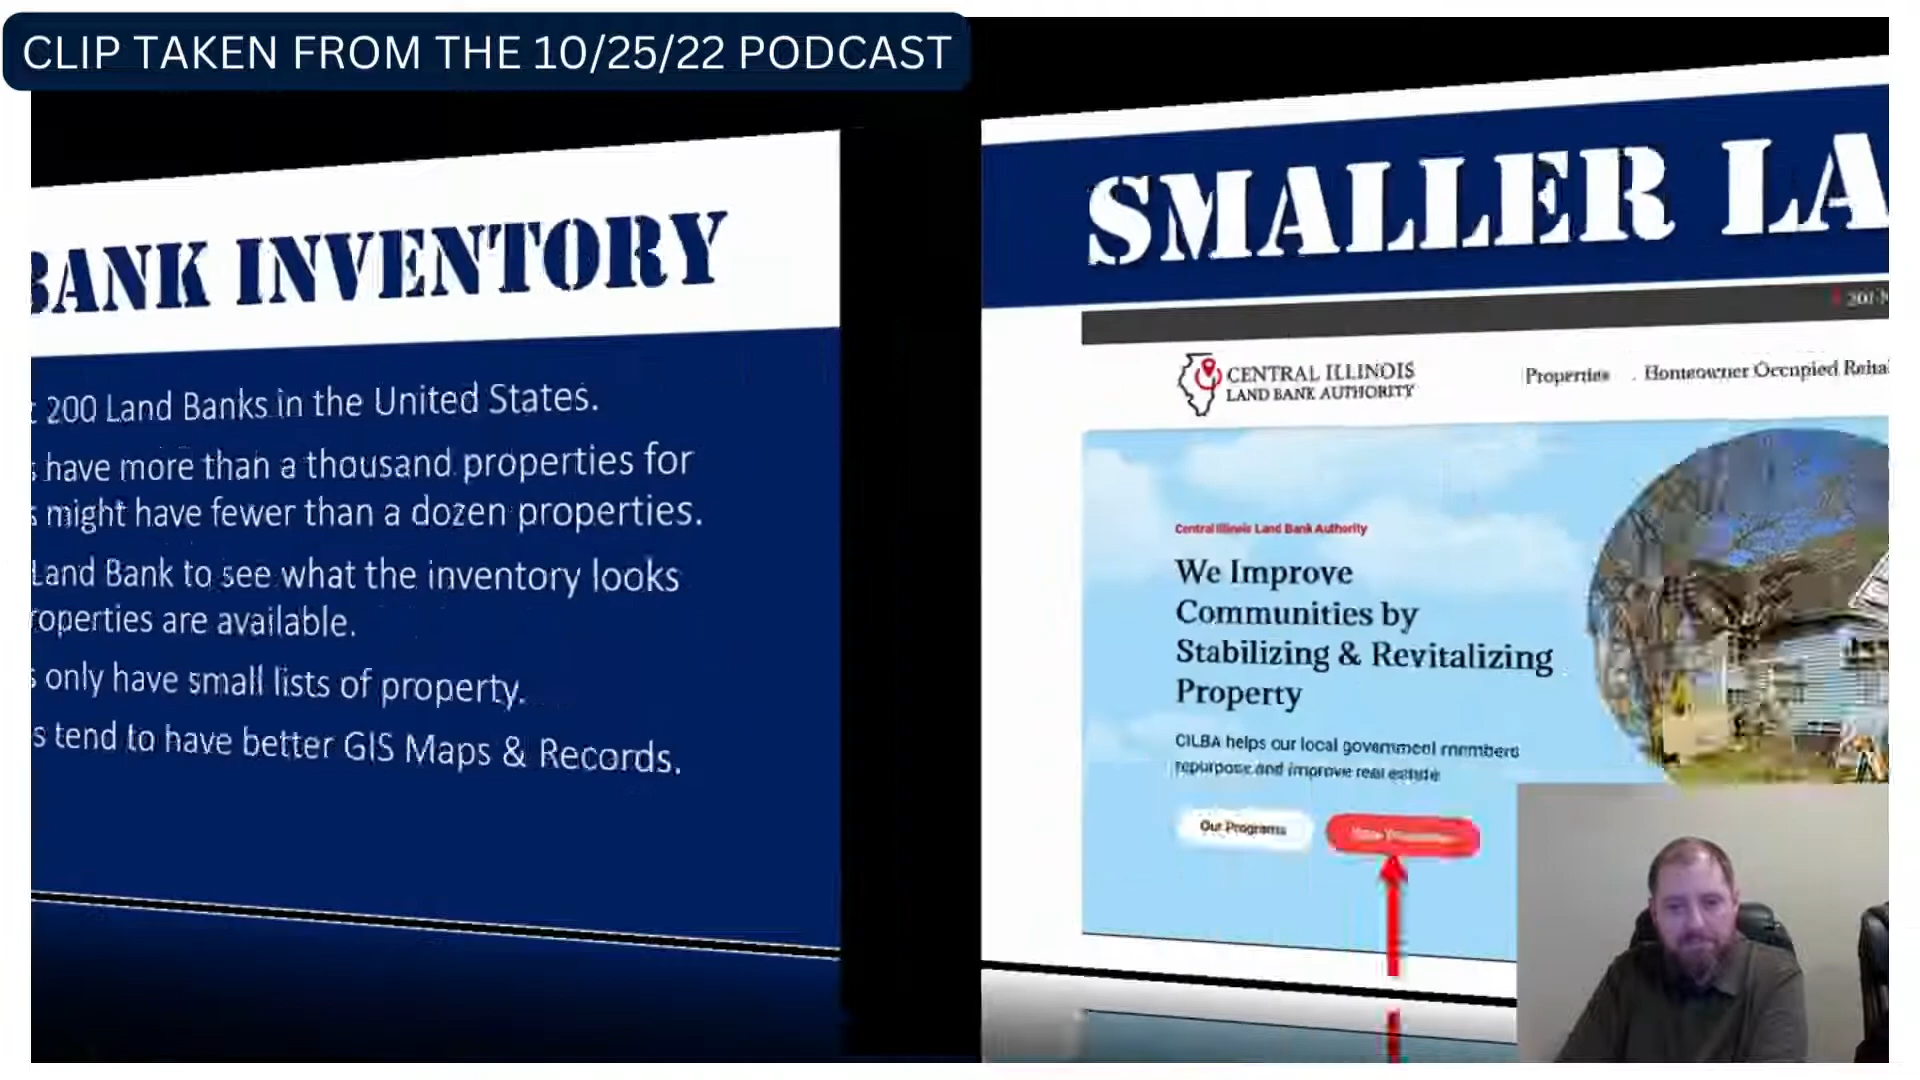 CLIP TAKEN FROM THE 10/25/22 PODCAST
BANK INVENTORY
200 Land Banks in the United States.
have more than a thousand properties for
might have fewer than a dozen properties.
Land Bank to see what the inventory looks
roperties are available.
only have small lists of property.
s tend to have better GIS Maps & Records.
SMALLER LA
CENTRAL ILLINOIS
LAND BANK AUTHORITY
Properties
Homeowner Occupied Reha
Central Illinois Land Bank Authority
We Improve
Communities by
Stabilizing & Revitalizing
Property
CILBA helps our local government members
repurpose and improve real estate
Our Programs